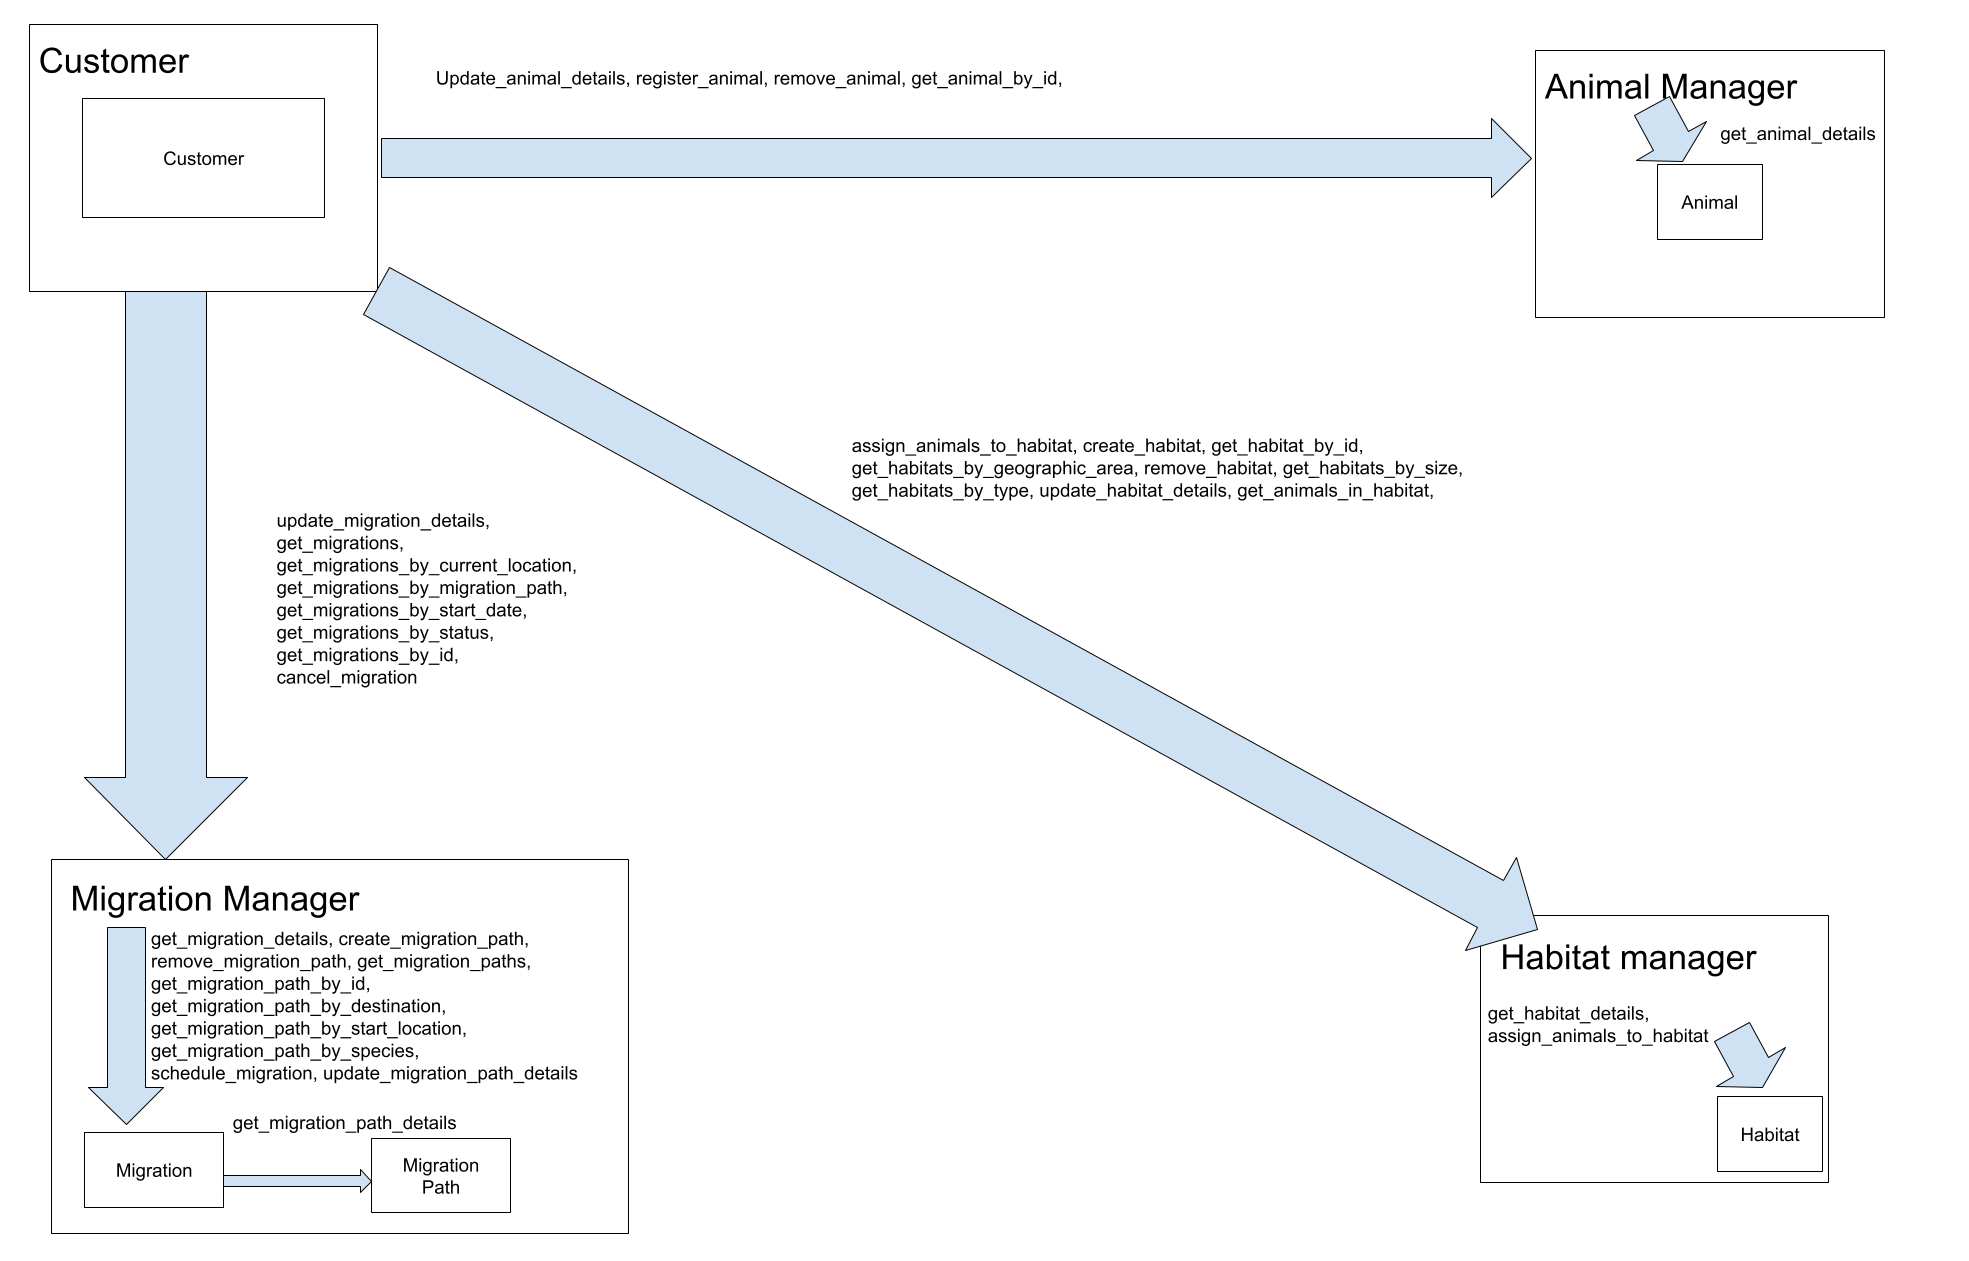 Customer
Customer
Update_animal_details, register_animal, remove_animal, get_animal_by_id,
Animal Manager
get_animal_details
Animal
assign_animals_to_habitat, create_habitat, get_habitat_by_id,
get_habitats_by_geographic_area, remove_habitat, get_habitats_by_size,
get_habitats_by_type, update_habitat_details, get_animals_in_habitat,
update_migration_details,
get_migrations,
get_migrations_by_current_location,
get_migrations_by_migration_path,
get_migrations_by_start_date,
get_migrations_by_status,
get_migrations_by_id,
cancel_migration
Migration Manager
get_migration_details, create_migration_path,
remove_migration_path, get_migration_paths,
get_migration_path_by_id,
get_migration_path_by_destination,
get_migration_path_by_start_location,
get_migration_path_by_species,
schedule_migration, update_migration_path_details
get_migration_path_details
Migration
Migration
Path
Habitat manager
get_habitat_details,
assign_animals_to_habitat
Habitat